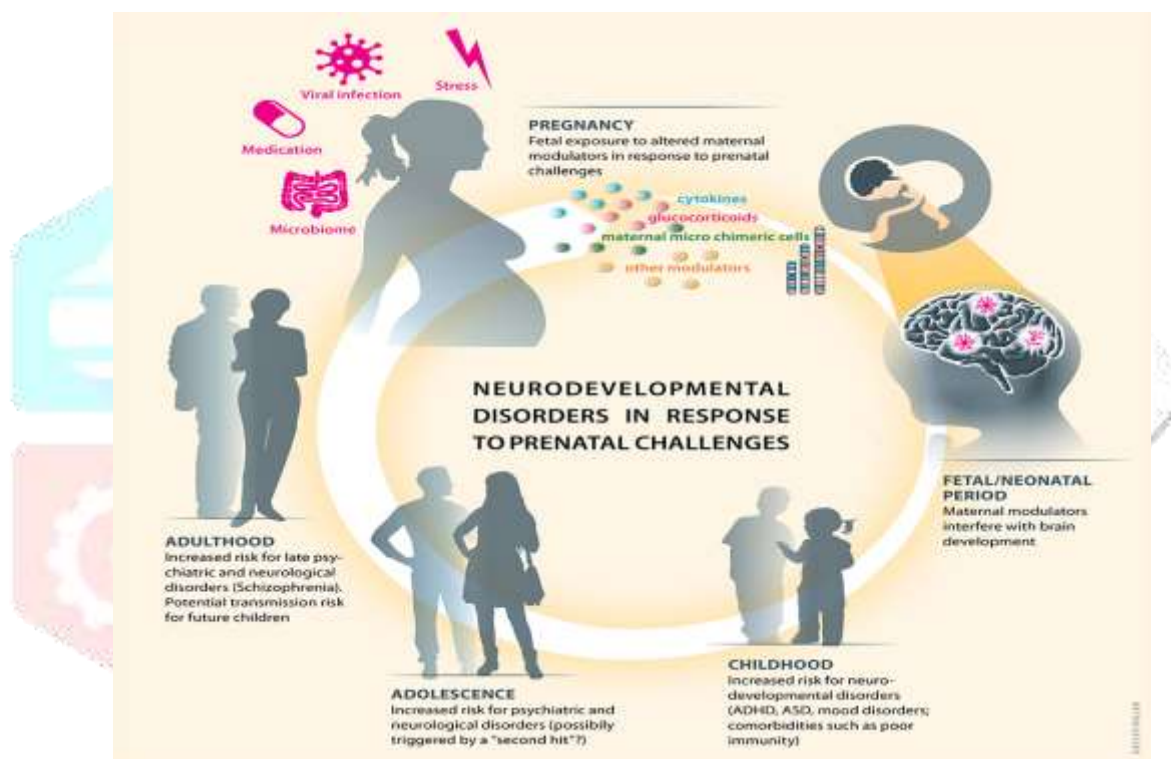 Viral infection
Stress
Medication
Microbiome
PREGNANCY
Fetal exposure to altered maternal
modulators in response to prenatal
challenges
cytokines
glucocorticoids
maternal micro chimeric cells
other modulators
NEURODEVELOPMENTAL
DISORDERS IN RESPONSE
TO PRENATAL CHALLENGES
FETAL/NEONATAL
PERIOD
Maternal modulators
interfere with brain
development
CHILDHOOD
Increased risk for neuro-
developmental disorders
(ADHD, ASD, mood disorders;
comorbidities such as poor
immunity)
ADOLESCENCE
Increased risk for psychiatric and
neurological disorders (possibily
triggered by a "second hit"?)
ADULTHOOD
Increased risk for late psy-
chiatric and neurological
disorders (Schizophrenia).
Potential transmission risk
for future children